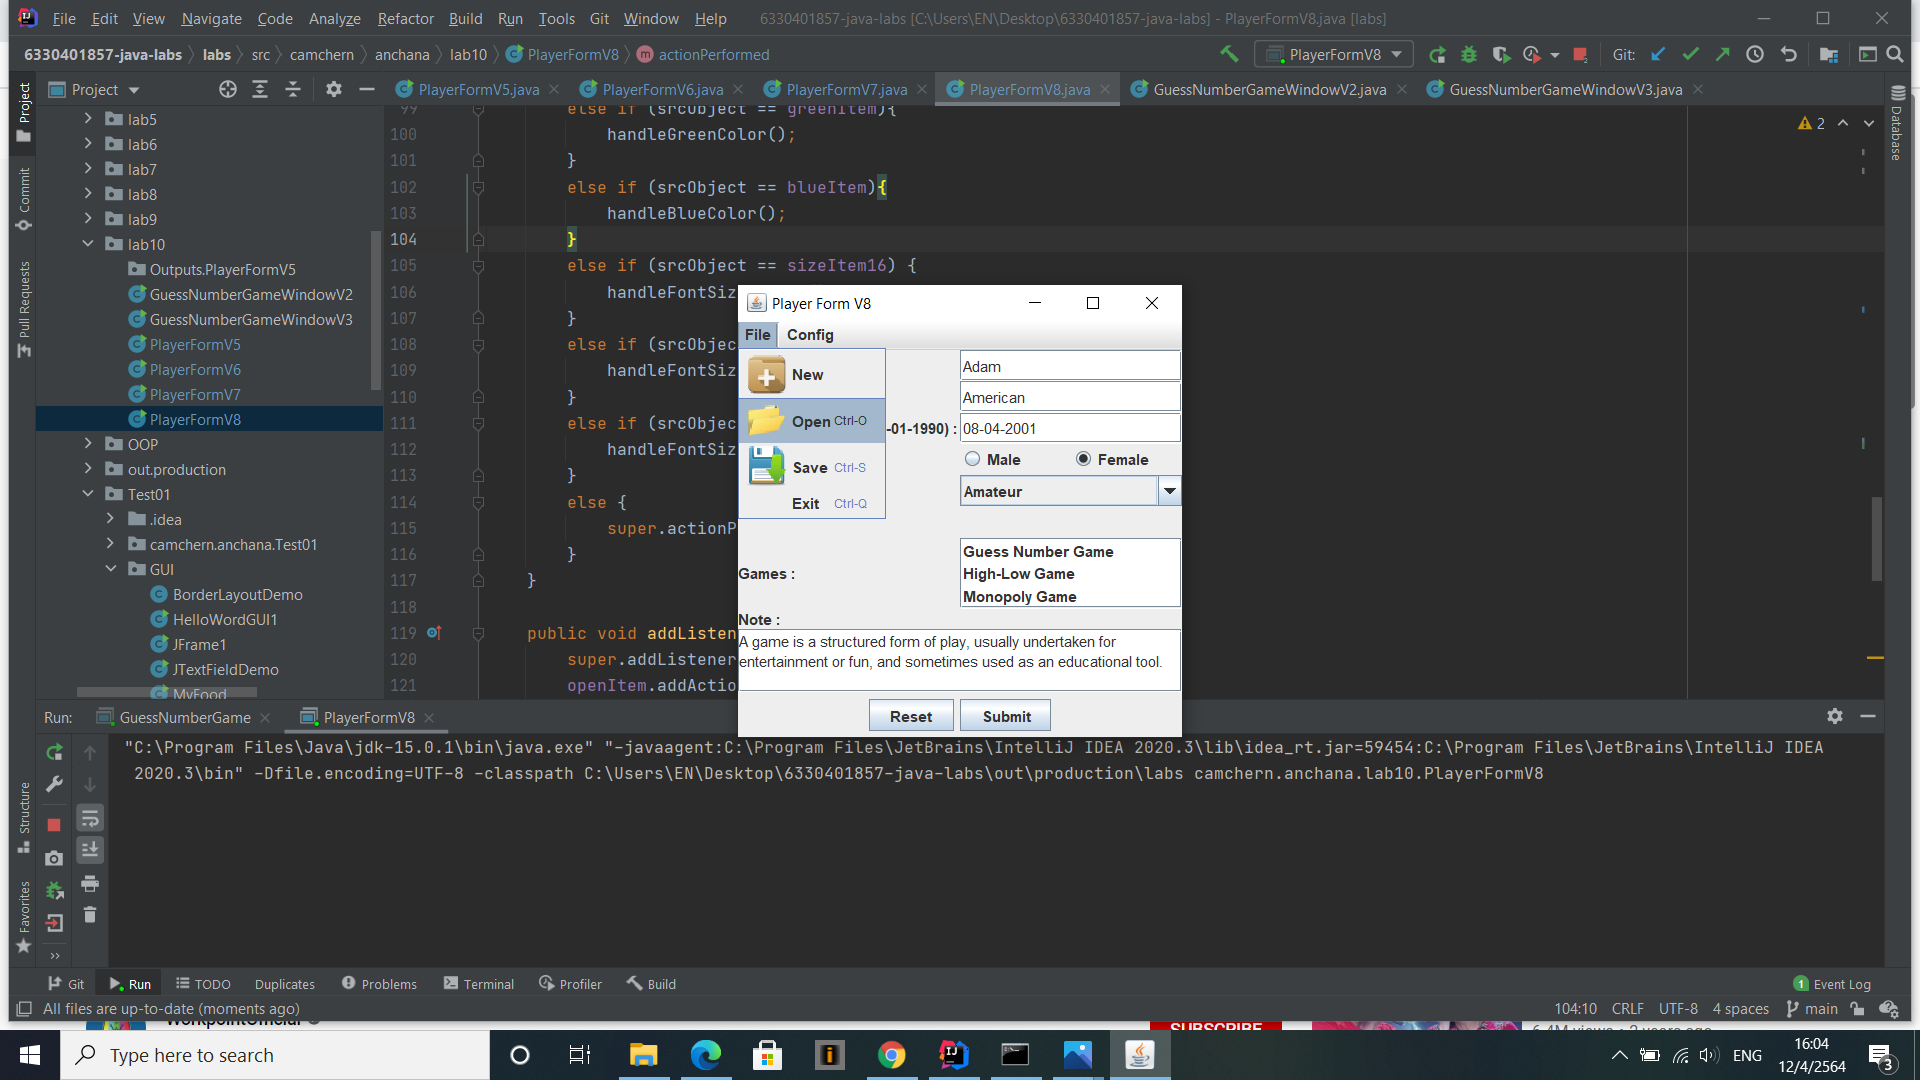 File Edit View Navigate Code Analyze Refactor Build Run Tools Git Window Help 6330401857-java-labs [C:\Users\EN\Desktop\6330401857-java-labs] - PlayerFormV8.java [labs]
6330401857-java-labs labs src camchern anchana lab10 PlayerFormV8 actionPerformed PlayerFormV8 Git:
Project PlayerFormV5.java PlayerFormV6.java PlayerFormV7.java PlayerFormV8.java GuessNumberGameWindowV2.java GuessNumberGameWindowV3.java
Project
Commit
Pull Requests
Structure
Favorites
Database
lab5
lab6
lab7
lab8
lab9
lab10
Outputs.PlayerFormV5
GuessNumberGameWindowV2
GuessNumberGameWindowV3
PlayerFormV5
PlayerFormV6
PlayerFormV7
PlayerFormV8
OOP
out.production
Test01
.idea
camchern.anchana.Test01
GUI
BorderLayoutDemo
HelloWordGUI1
JFrame1
JTextFieldDemo
MyFood
2
99 else if (srcObject == greenItem){
100 handleGreenColor();
101 }
102 else if (srcObject == blueItem){
103 handleBlueColor();
104 }
105 else if (srcObject == sizeItem16) {
106 handleFontSiz
107 }
108 else if (srcObjec
109 handleFontSiz
110 }
111 else if (srcObjec
112 handleFontSiz
113 }
114 else {
115 super.actionP
116 }
117 }
118
119 public void addListen
120 super.addListener
121 openItem.addActio
Player Form V8
File Config
New
Open Ctrl-O
Save Ctrl-S
Exit Ctrl-Q
Adam
American
-01-1990) : 08-04-2001
Male Female
Amateur
Games :
Guess Number Game
High-Low Game
Monopoly Game
Note :
A game is a structured form of play, usually undertaken for
entertainment or fun, and sometimes used as an educational tool.
Reset Submit
Run: GuessNumberGame PlayerFormV8
"C:\Program Files\Java\jdk-15.0.1\bin\java.exe" "-javaagent:C:\Program Files\JetBrains\IntelliJ IDEA 2020.3\lib\idea_rt.jar=59454:C:\Program Files\JetBrains\IntelliJ IDEA
2020.3\bin" -Dfile.encoding=UTF-8 -classpath C:\Users\EN\Desktop\6330401857-java-labs\out\production\labs camchern.anchana.lab10.PlayerFormV8
Git Run TODO Duplicates Problems Terminal Profiler Build 1 Event Log
All files are up-to-date (moments ago) 104:10 CRLF UTF-8 4 spaces main
WorkpointOfficial SUBSCRIBE 6.4M views • 2 years ago
Type here to search
ENG
16:04
12/4/2564
3